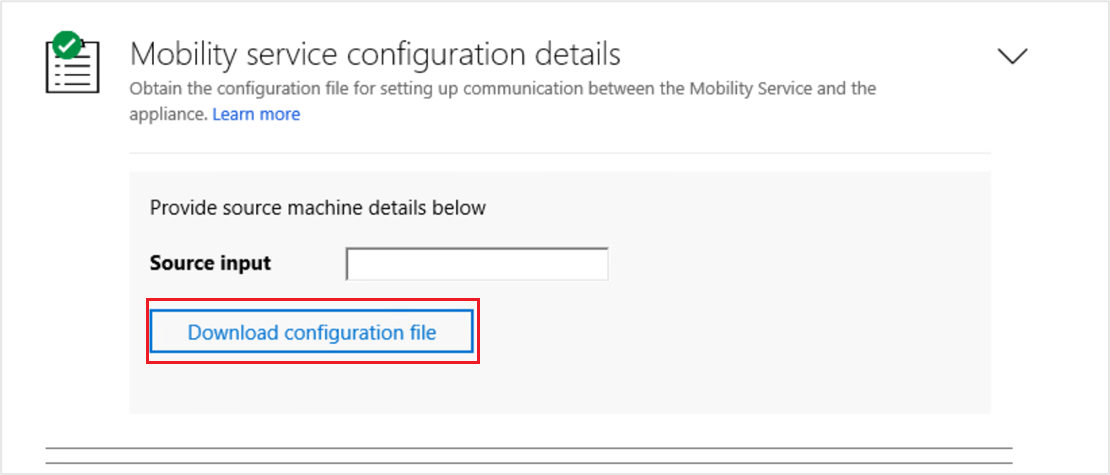 Mobility service configuration details
Obtain the configuration file for setting up communication between the Mobility Service and the
appliance. Learn more
Provide source machine details below
Source input
Download configuration file